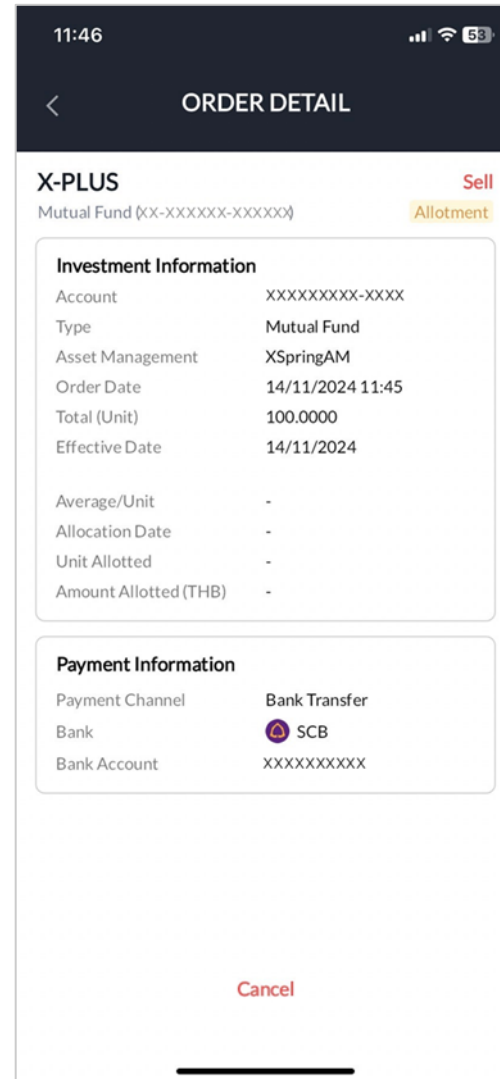 11:46 53
ORDER DETAIL
X-PLUS Sell
Mutual Fund (XX-XXXXXX-XXXXXX) Allotment
Investment Information
Account XXXXXXXXX-XXXX
Type Mutual Fund
Asset Management XSpringAM
Order Date 14/11/2024 11:45
Total (Unit) 100.0000
Effective Date 14/11/2024
Average/Unit -
Allocation Date -
Unit Allotted -
Amount Allotted (THB) -
Payment Information
Payment Channel Bank Transfer
Bank SCB
Bank Account XXXXXXXXXX
Cancel